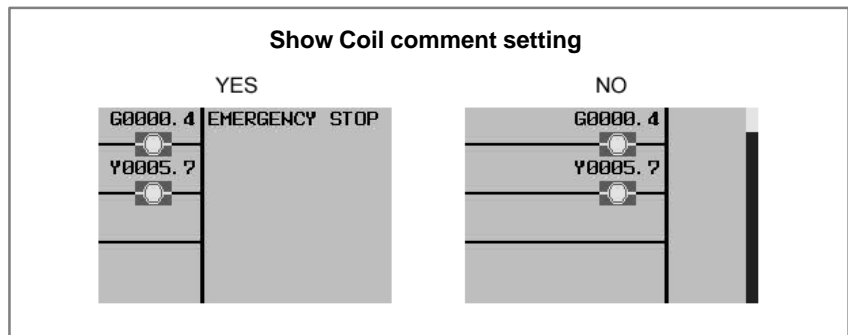 Show Coil comment setting
YES
NO
G0000.4 EMERGENCY STOP
Y0005.7
G0000.4
Y0005.7